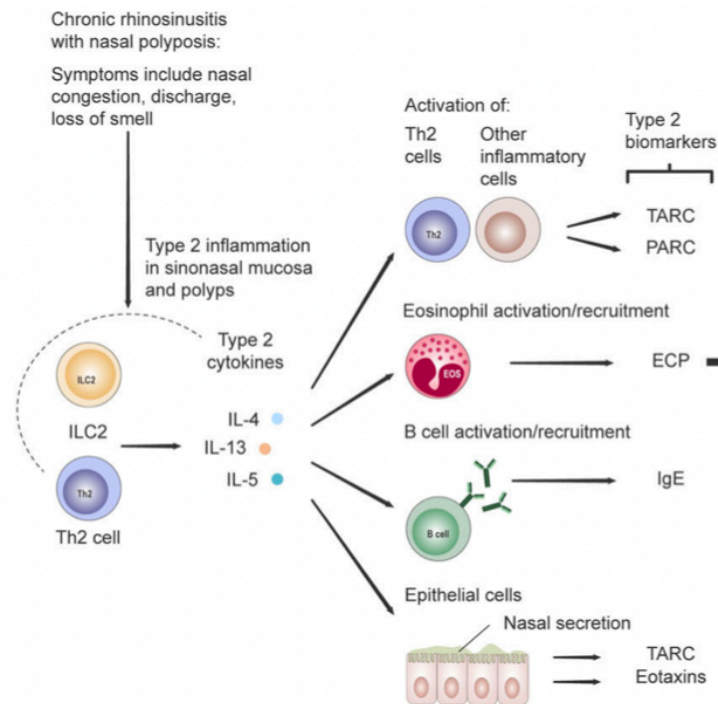 Chronic rhinosinusitis
with nasal polyposis:
Symptoms include nasal
congestion, discharge,
loss of smell
Type 2 inflammation
in sinonasal mucosa
and polyps
Type 2
cytokines
ILC2
ILC2
Th2
Th2 cell
IL-4
IL-13
IL-5
Activation of:
Th2
cells
Other
inflammatory
cells
Th2
Type 2
biomarkers
TARC
PARC
Eosinophil activation/recruitment
EOS
ECP
B cell activation/recruitment
B cell
IgE
Epithelial cells
Nasal secretion
TARC
Eotaxins